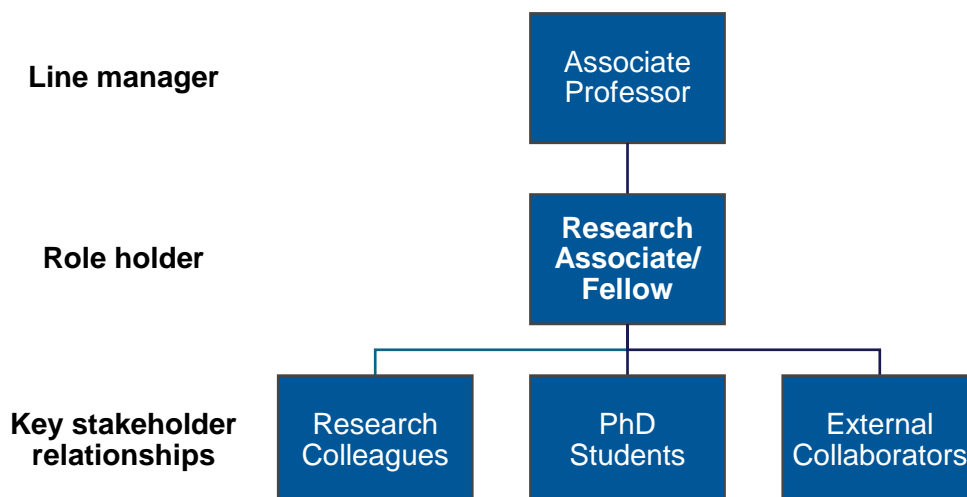 Line manager
Associate
Professor
Role holder
Research
Associate/
Fellow
Key stakeholder
relationships
Research
Colleagues
PhD
Students
External
Collaborators